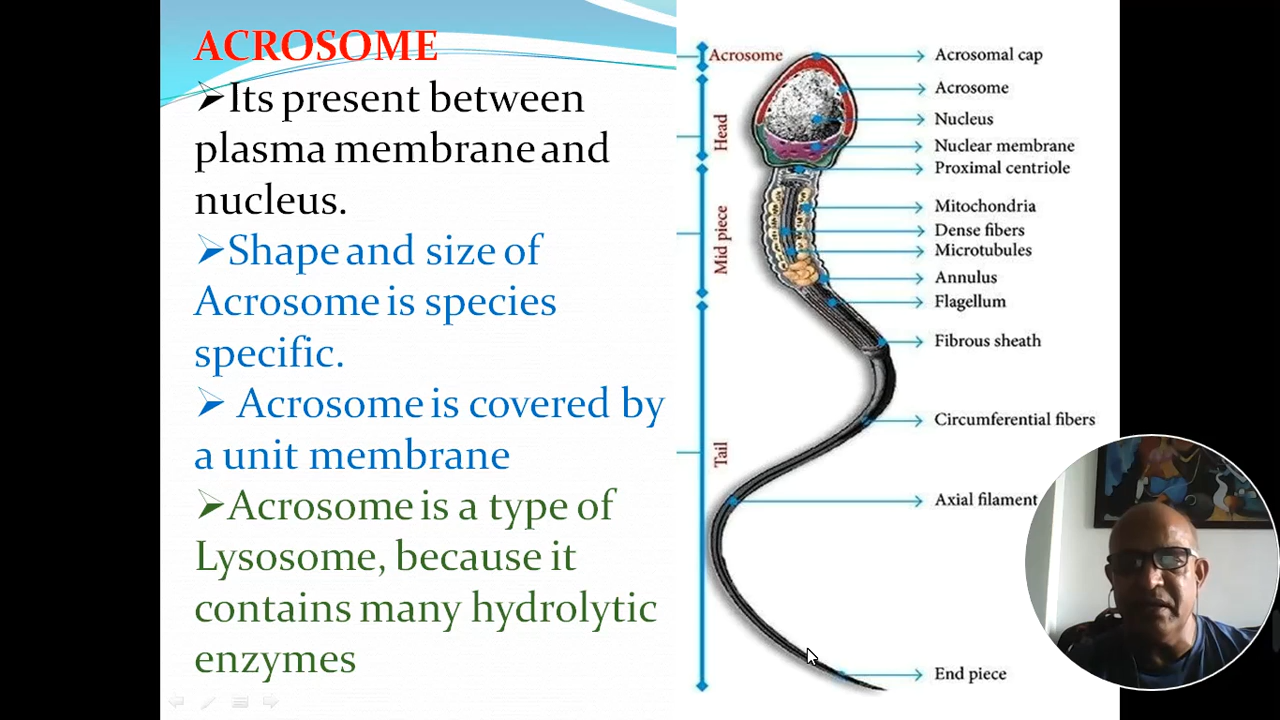 ACROSOME
➤Its present between
plasma membrane and
nucleus.
➤Shape and size of
Acrosome is species
specific.
➤ Acrosome is covered by
a unit membrane
➤Acrosome is a type of
Lysosome, because it
contains many hydrolytic
enzymes
Acrosome
Head
Mid piece
Tail
Acrosomal cap
Acrosome
Nucleus
Nuclear membrane
Proximal centriole
Mitochondria
Dense fibers
Microtubules
Annulus
Flagellum
Fibrous sheath
Circumferential fibers
Axial filament
End piece